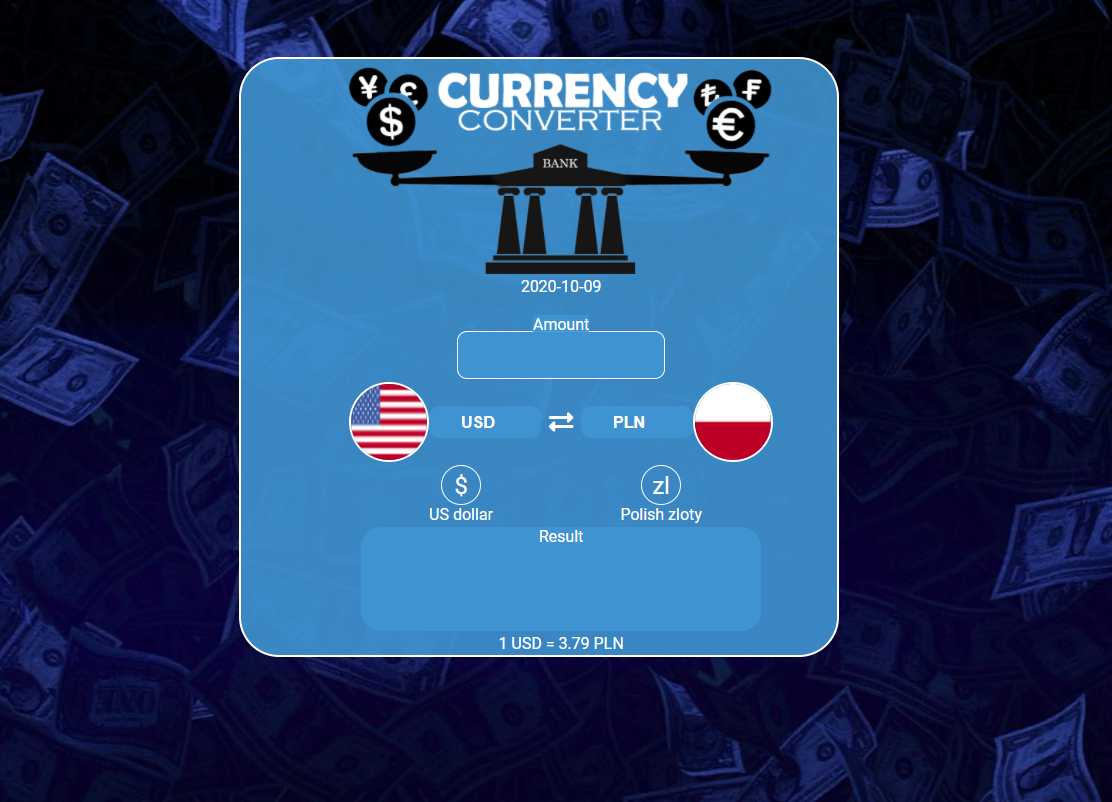 ¥ £ $ ₺ ₣ €
CURRENCY
CONVERTER
BANK
2020-10-09
Amount
USD PLN
$ zl
US dollar Polish zloty
Result
1 USD = 3.79 PLN